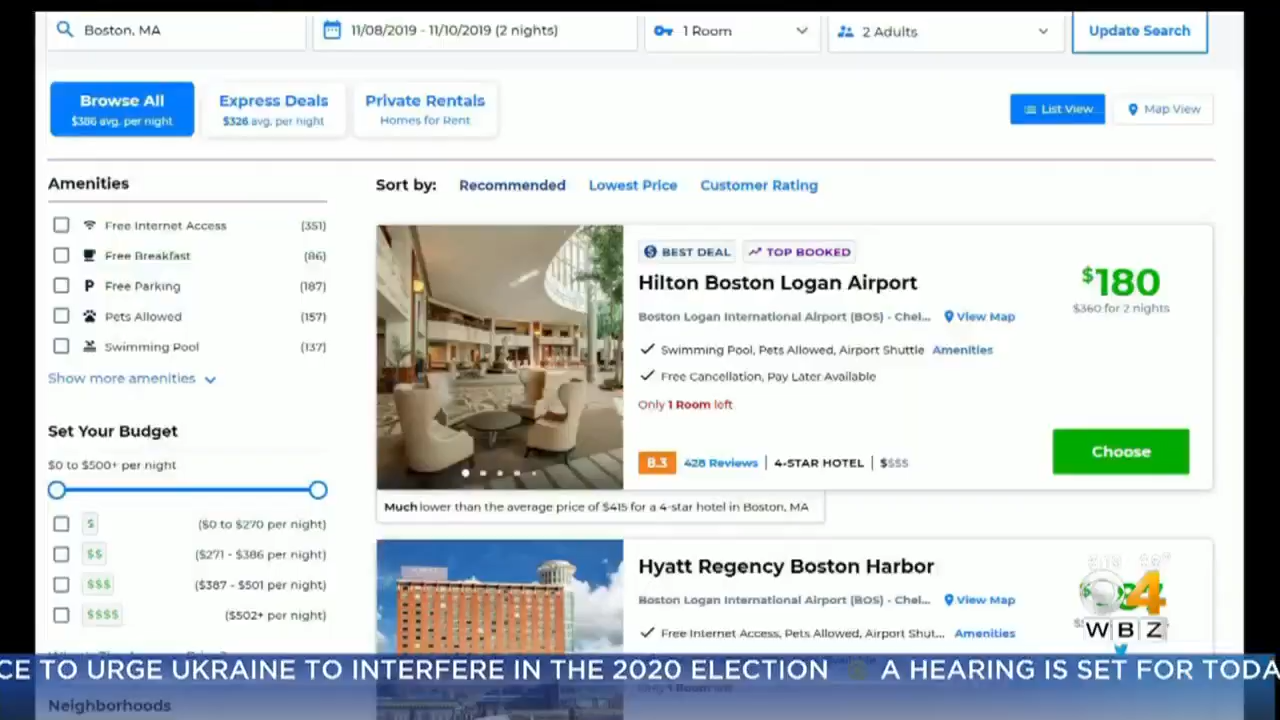 Boston, MA
11/08/2019 - 11/10/2019 (2 nights)
1 Room
2 Adults
Update Search
Browse All
$386 avg. per night
Express Deals
$326 avg. per night
Private Rentals
Homes for Rent
List View
Map View
Amenities
Free Internet Access (351)
Free Breakfast (86)
Free Parking (187)
Pets Allowed (157)
Swimming Pool (137)
Show more amenities
Set Your Budget
$0 to $500+ per night
$ ($0 to $270 per night)
$$ ($271 - $386 per night)
$$$ ($387 - $501 per night)
$$$$ ($502+ per night)
Neighborhoods
Sort by: Recommended Lowest Price Customer Rating
BEST DEAL TOP BOOKED
Hilton Boston Logan Airport
Boston Logan International Airport (BOS) - Chel... View Map
Swimming Pool, Pets Allowed, Airport Shuttle Amenities
Free Cancellation, Pay Later Available
Only 1 Room left
8.3 428 Reviews | 4-STAR HOTEL | $$$$
$180
$360 for 2 nights
Choose
Much lower than the average price of $415 for a 4-star hotel in Boston, MA
Hyatt Regency Boston Harbor
Boston Logan International Airport (BOS) - Chel... View Map
Free Internet Access, Pets Allowed, Airport Shut... Amenities
4
WBZ
CE TO URGE UKRAINE TO INTERFERE IN THE 2020 ELECTION A HEARING IS SET FOR TODA